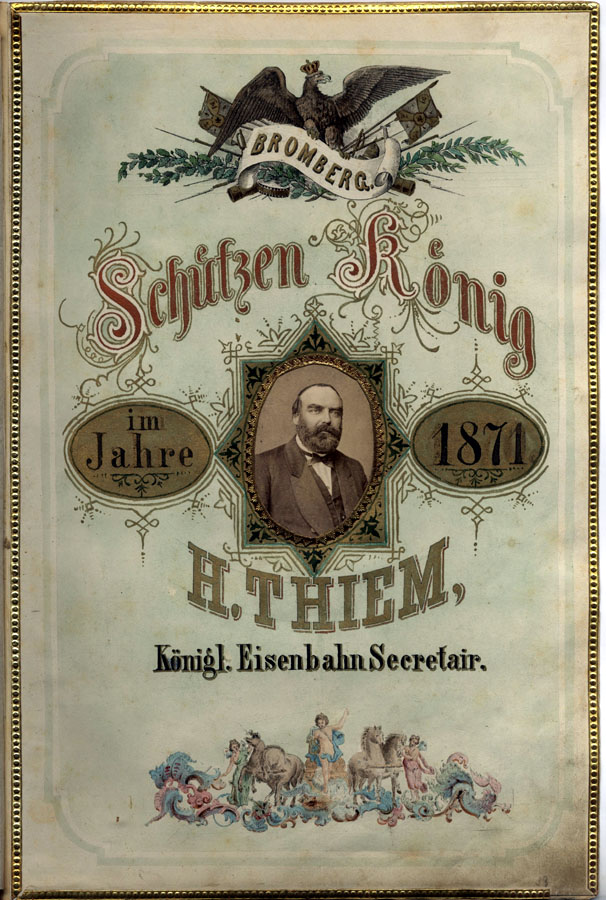 BROMBERG.
Schützen König
im
Jahre
1871
H. THIEM,
Königl. Eisenbahn Secretair.